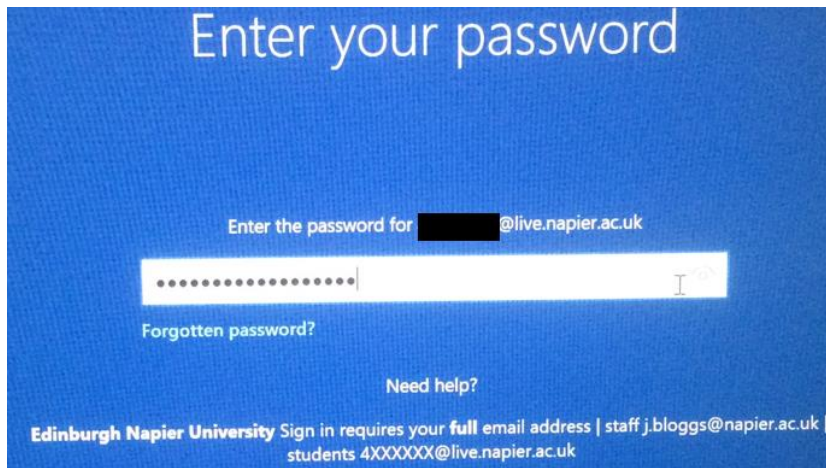 Enter your password
Enter the password for @live.napier.ac.uk
••••••••••••••••••
Forgotten password?
Need help?
Edinburgh Napier University Sign in requires your full email address | staff j.bloggs@napier.ac.uk |
students 4XXXXXX@live.napier.ac.uk